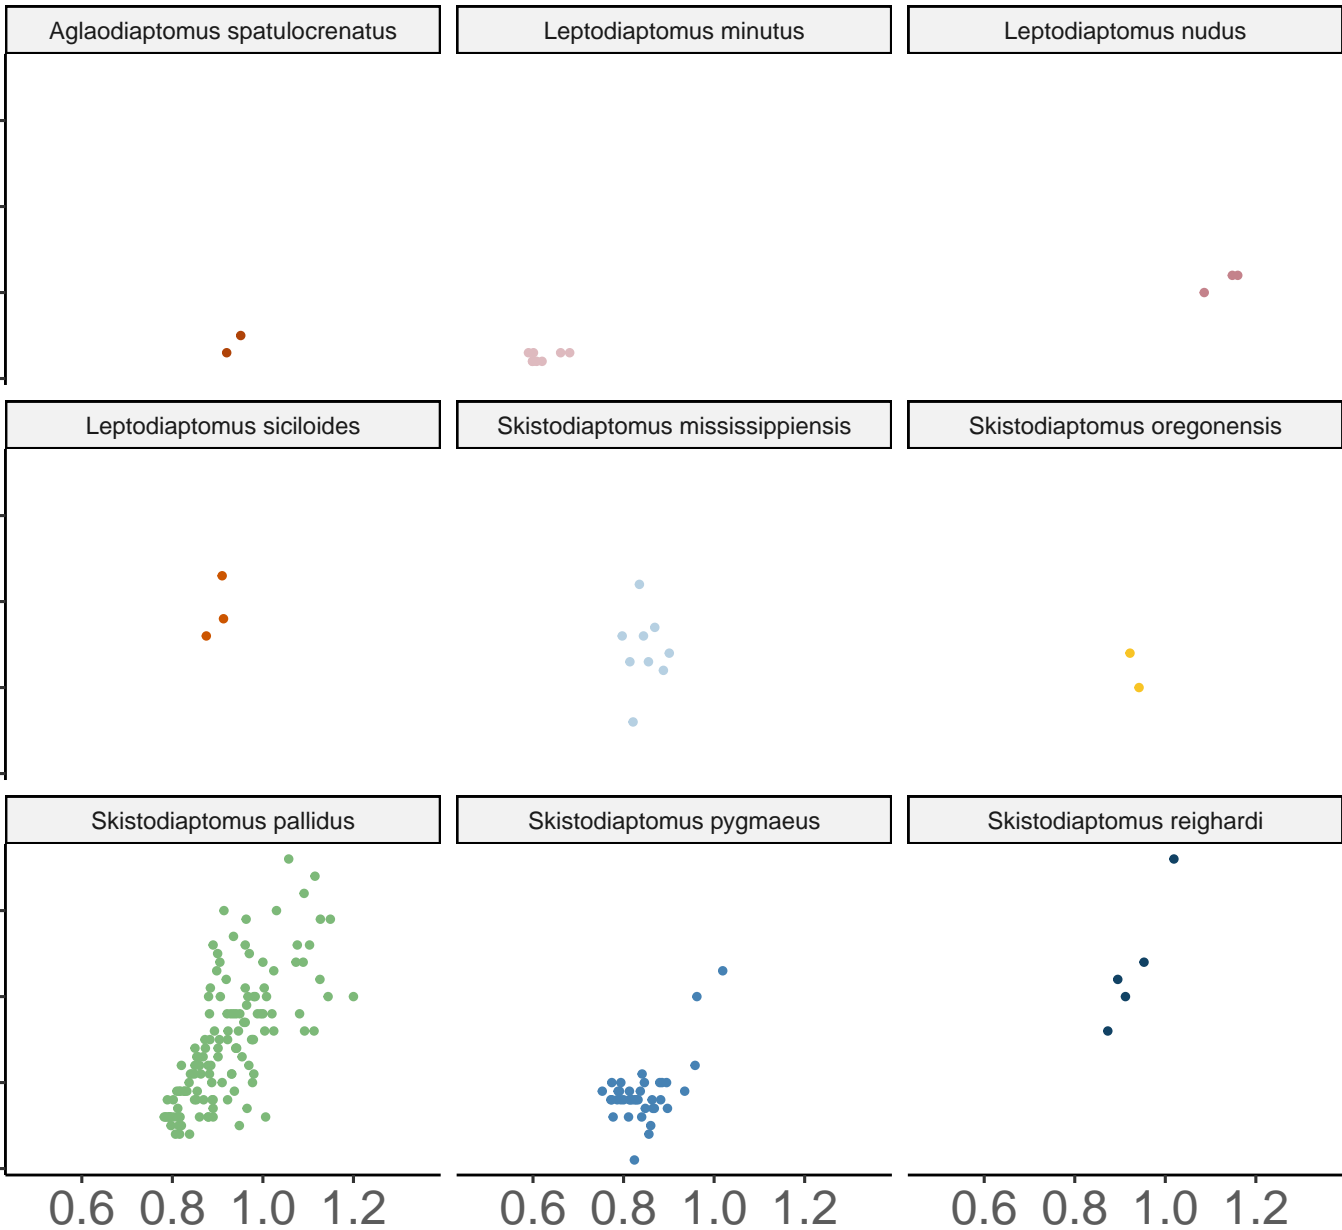 Aglaodiaptomus spatulocrenatus
Leptodiaptomus minutus
Leptodiaptomus nudus
Leptodiaptomus siciloides
Skistodiaptomus mississippiensis
Skistodiaptomus oregonensis
Skistodiaptomus pallidus
Skistodiaptomus pygmaeus
Skistodiaptomus reighardi
0.6 0.8 1.0 1.2
0.6 0.8 1.0 1.2
0.6 0.8 1.0 1.2